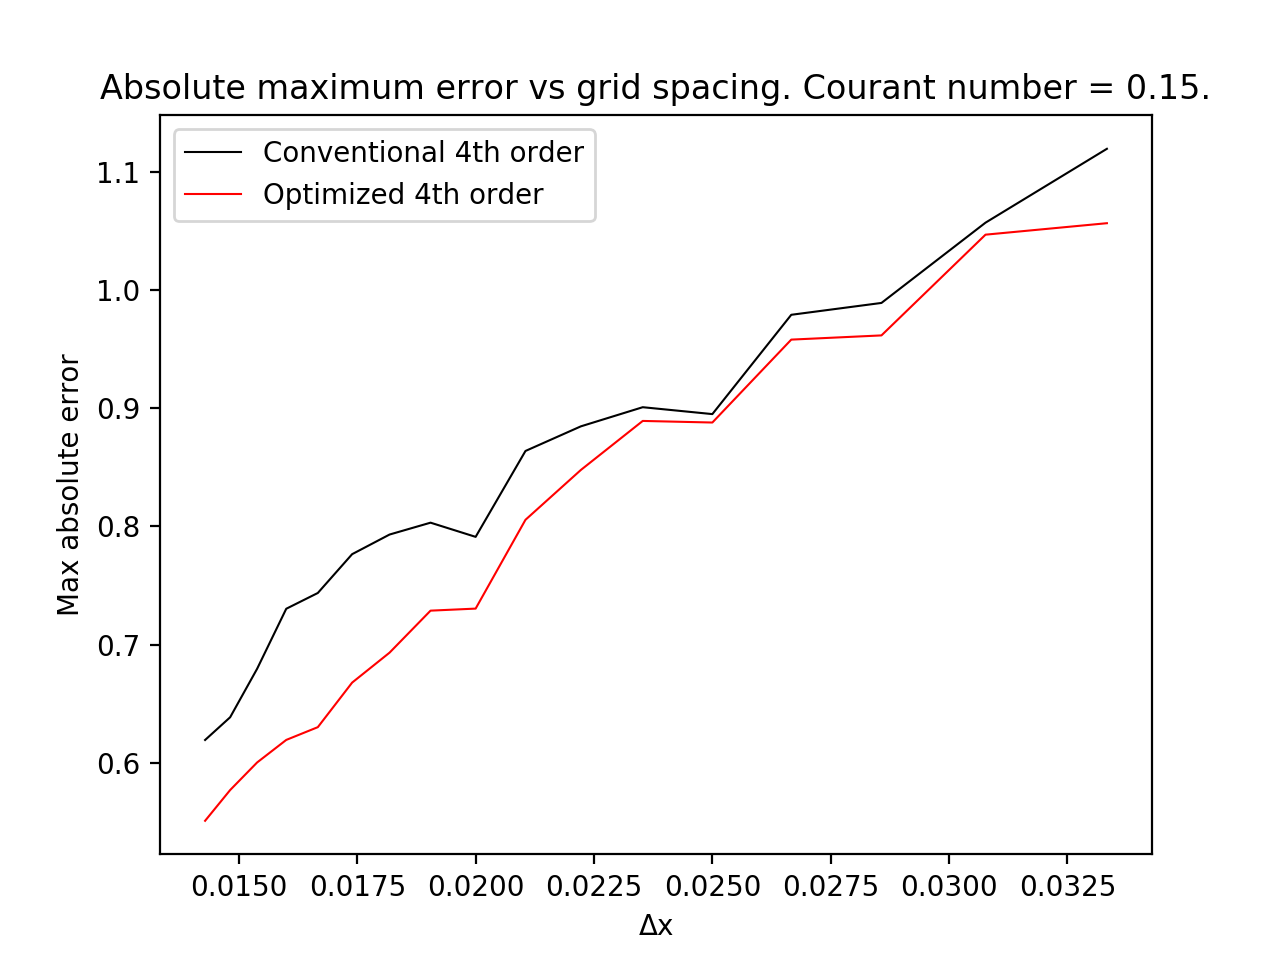 Absolute maximum error vs grid spacing. Courant number = 0.15.
Conventional 4th order
Optimized 4th order
Max absolute error
1.1
1.0
0.9
0.8
0.7
0.6
0.0150 0.0175 0.0200 0.0225 0.0250 0.0275 0.0300 0.0325
Δx